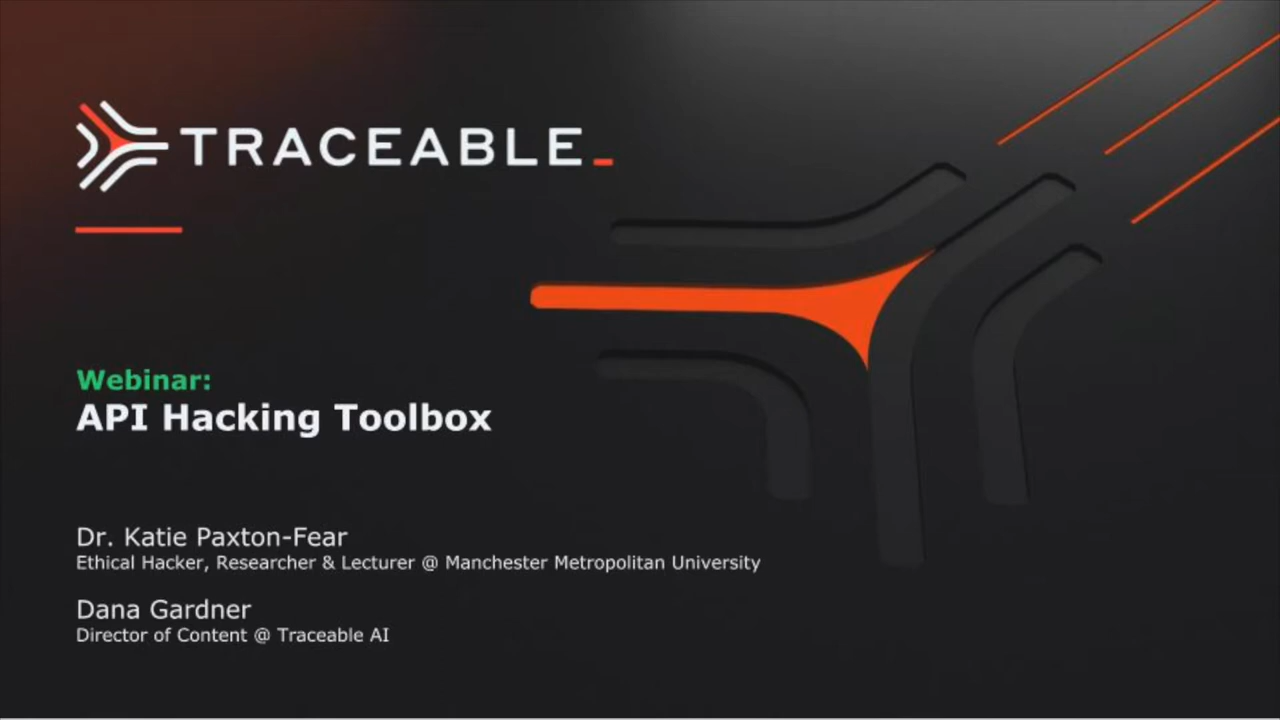 TRACEABLE_
Webinar:
API Hacking Toolbox
Dr. Katie Paxton-Fear
Ethical Hacker, Researcher & Lecturer @ Manchester Metropolitan University
Dana Gardner
Director of Content @ Traceable AI